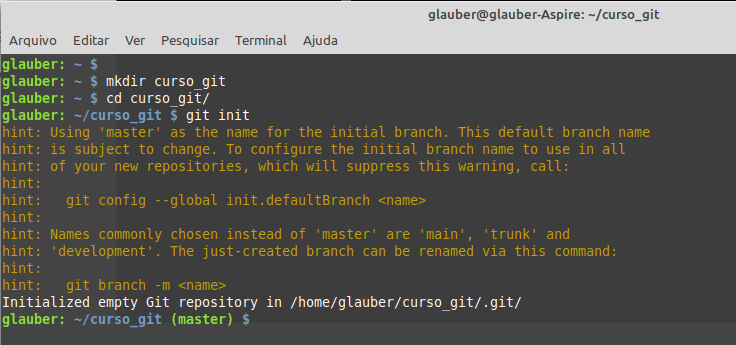 glauber@glauber-Aspire: ~/curso_git
Arquivo Editar Ver Pesquisar Terminal Ajuda
glauber: ~ $
glauber: ~ $ mkdir curso_git
glauber: ~ $ cd curso_git/
glauber: ~/curso_git $ git init
hint: Using 'master' as the name for the initial branch. This default branch name
hint: is subject to change. To configure the initial branch name to use in all
hint: of your new repositories, which will suppress this warning, call:
hint:
hint:   git config --global init.defaultBranch <name>
hint:
hint: Names commonly chosen instead of 'master' are 'main', 'trunk' and
hint: 'development'. The just-created branch can be renamed via this command:
hint:
hint:   git branch -m <name>
Initialized empty Git repository in /home/glauber/curso_git/.git/
glauber: ~/curso_git (master) $